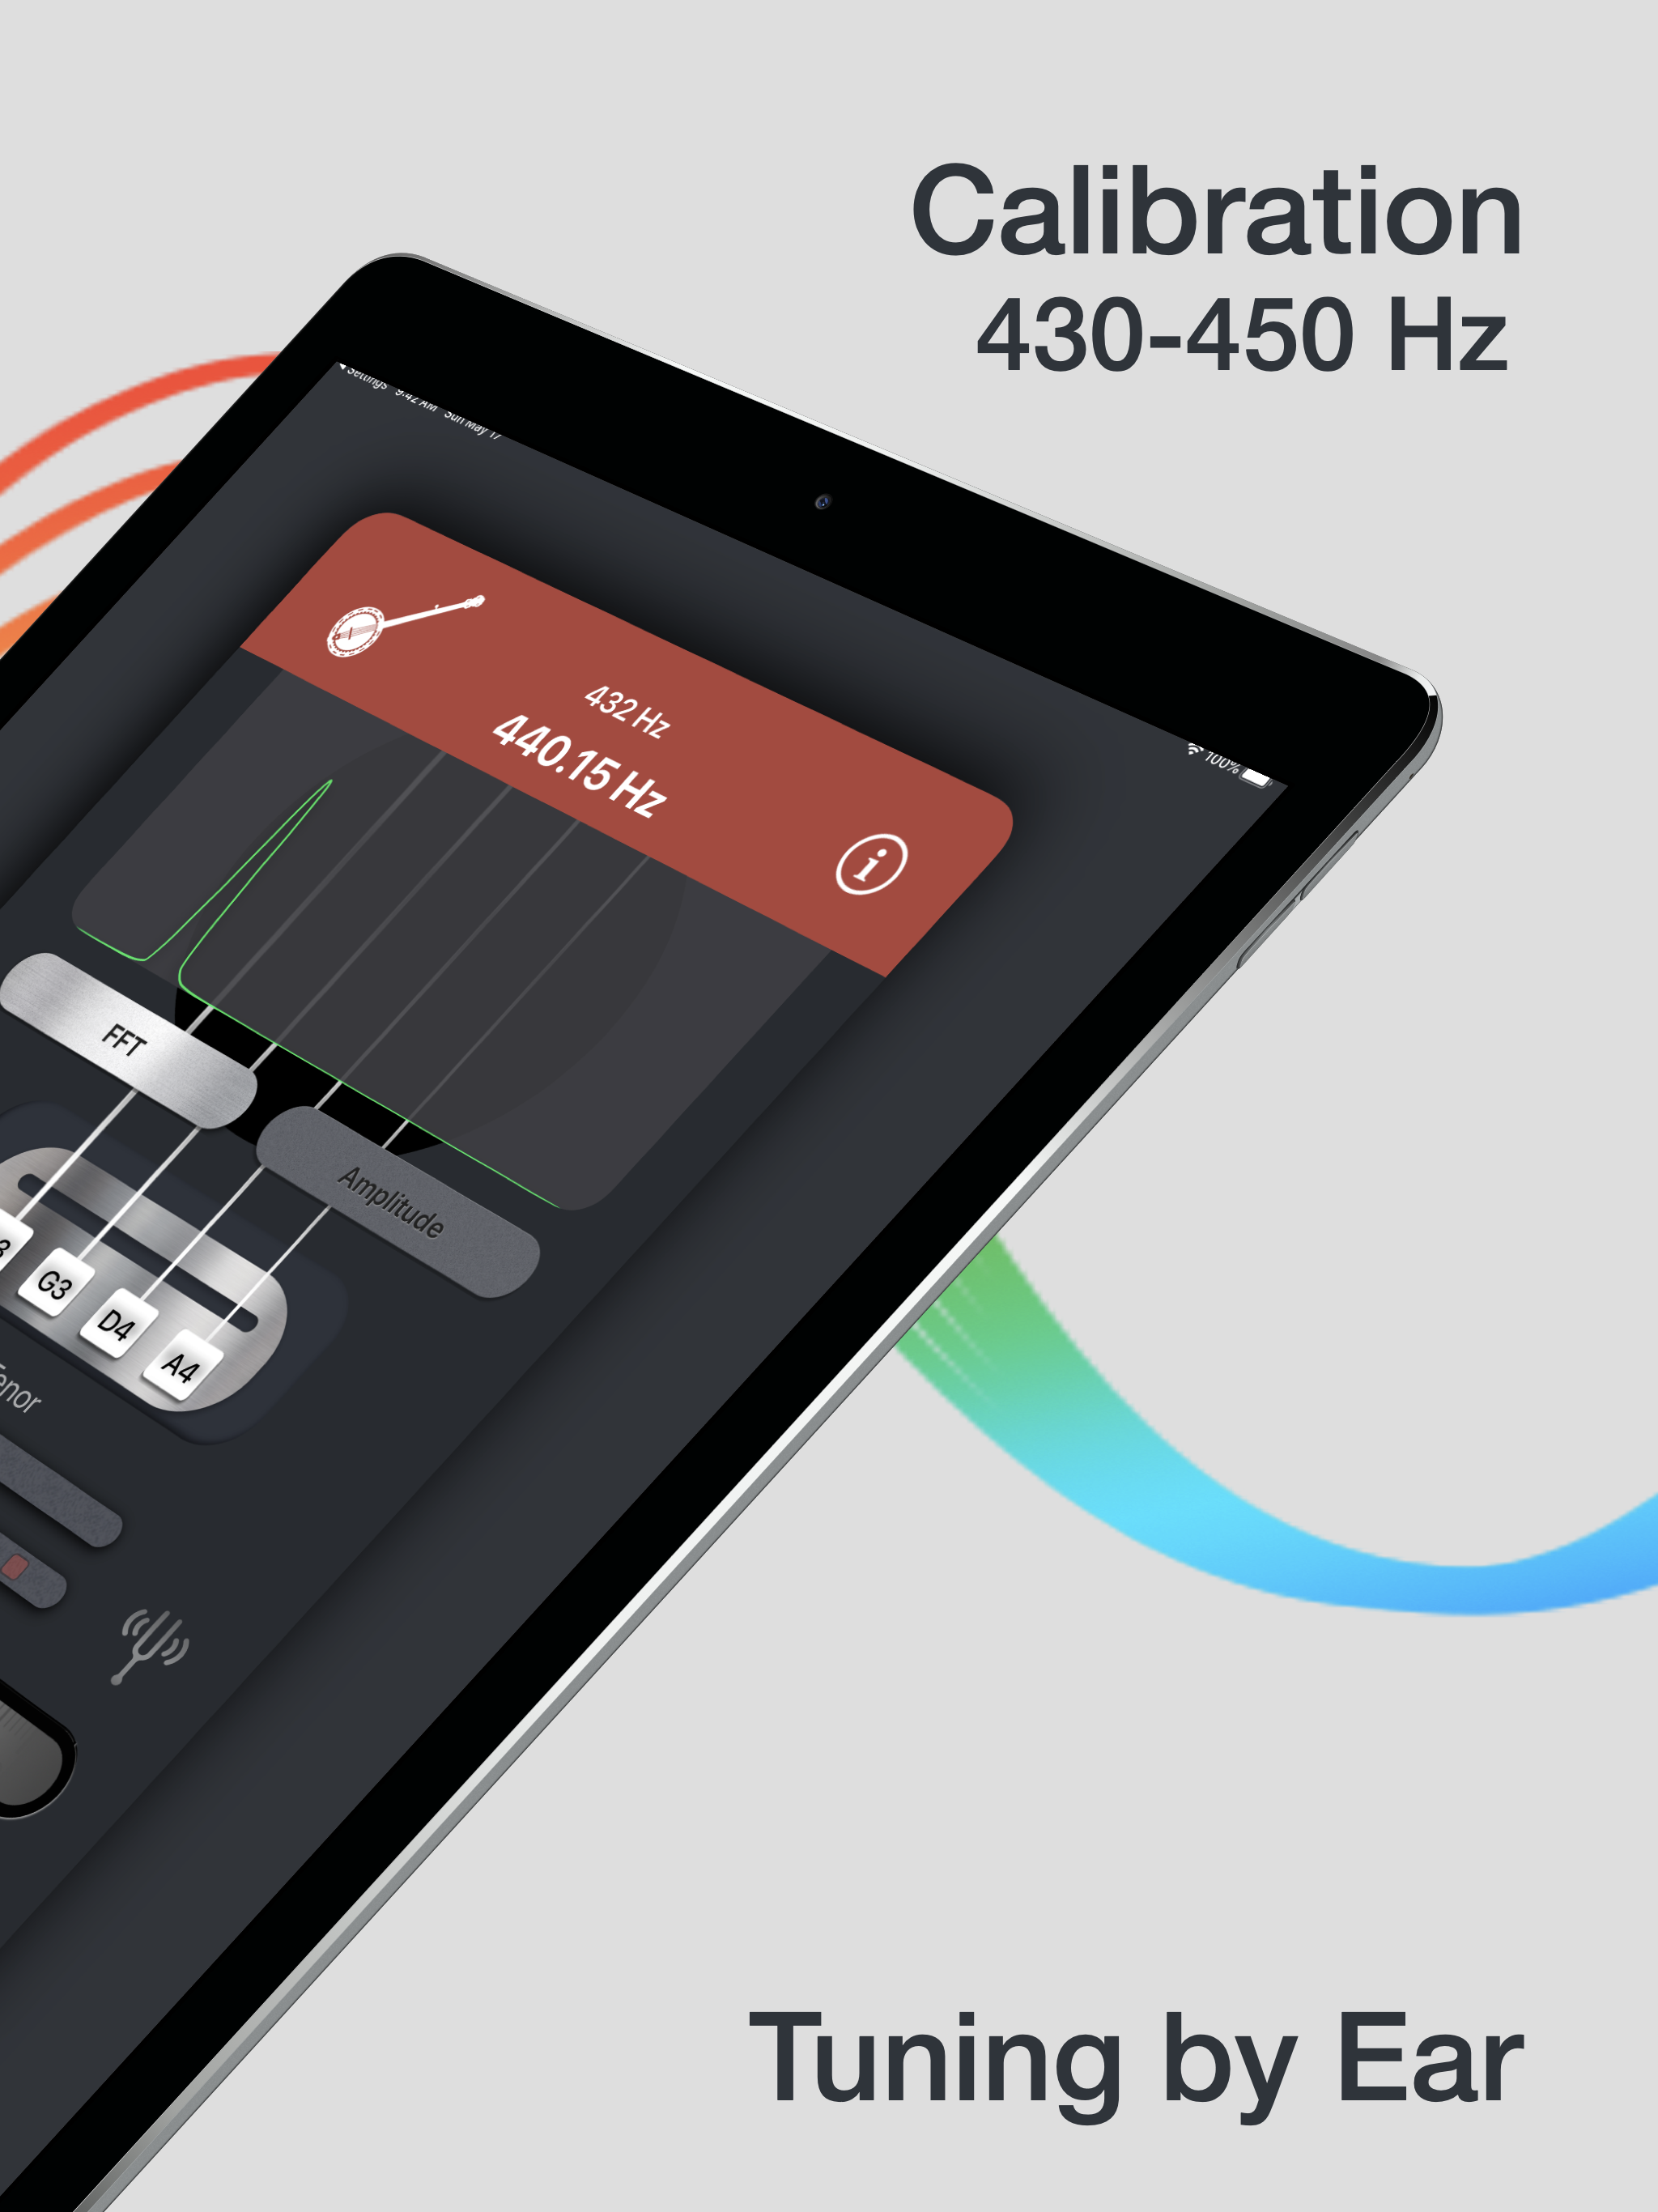 Calibration
430-450 Hz
Settings 9:42 AM Sun May 17
100%
432 Hz
440.15 Hz
i
FFT
Amplitude
G3
D4
A4
Tuning by Ear